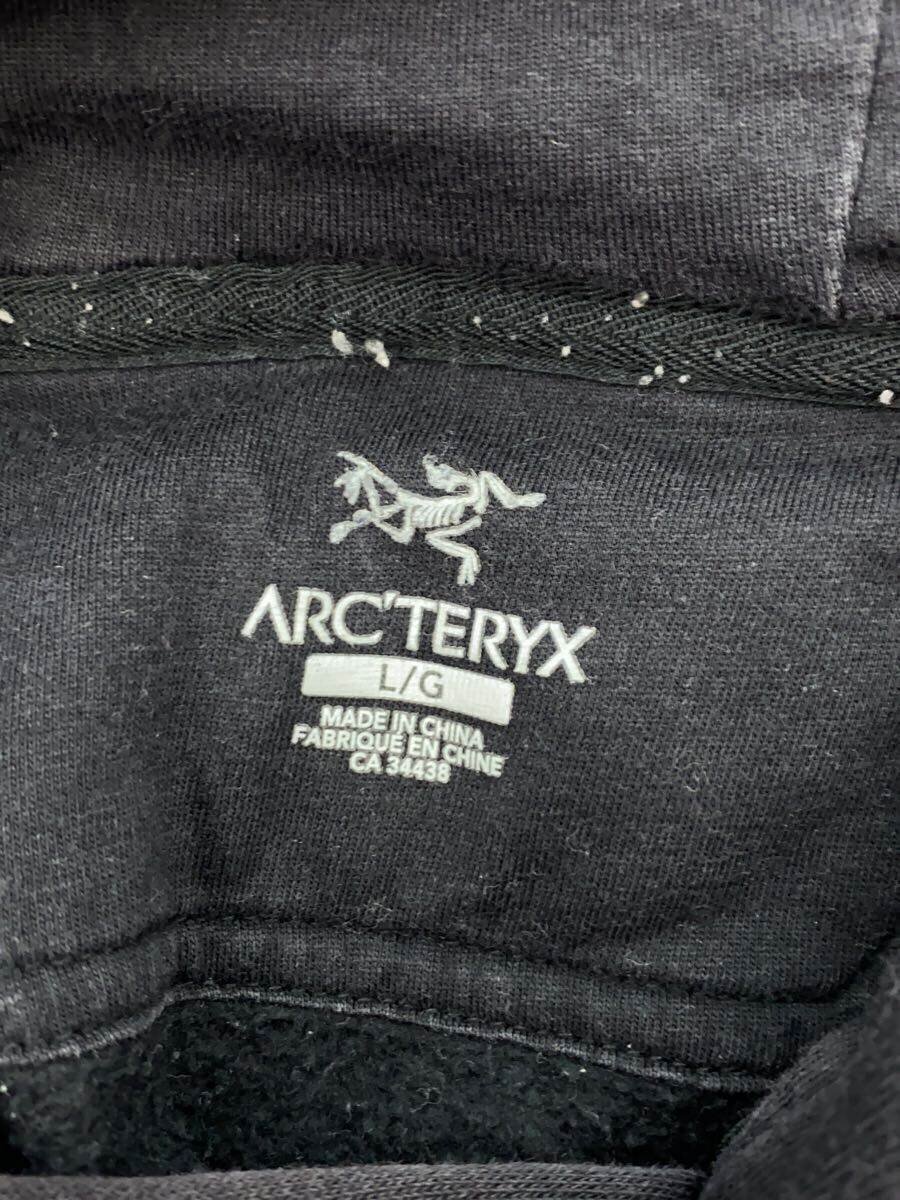 ARC'TERYX
L/G
MADE IN CHINA
FABRIQUÉ EN CHINE
CA 34438